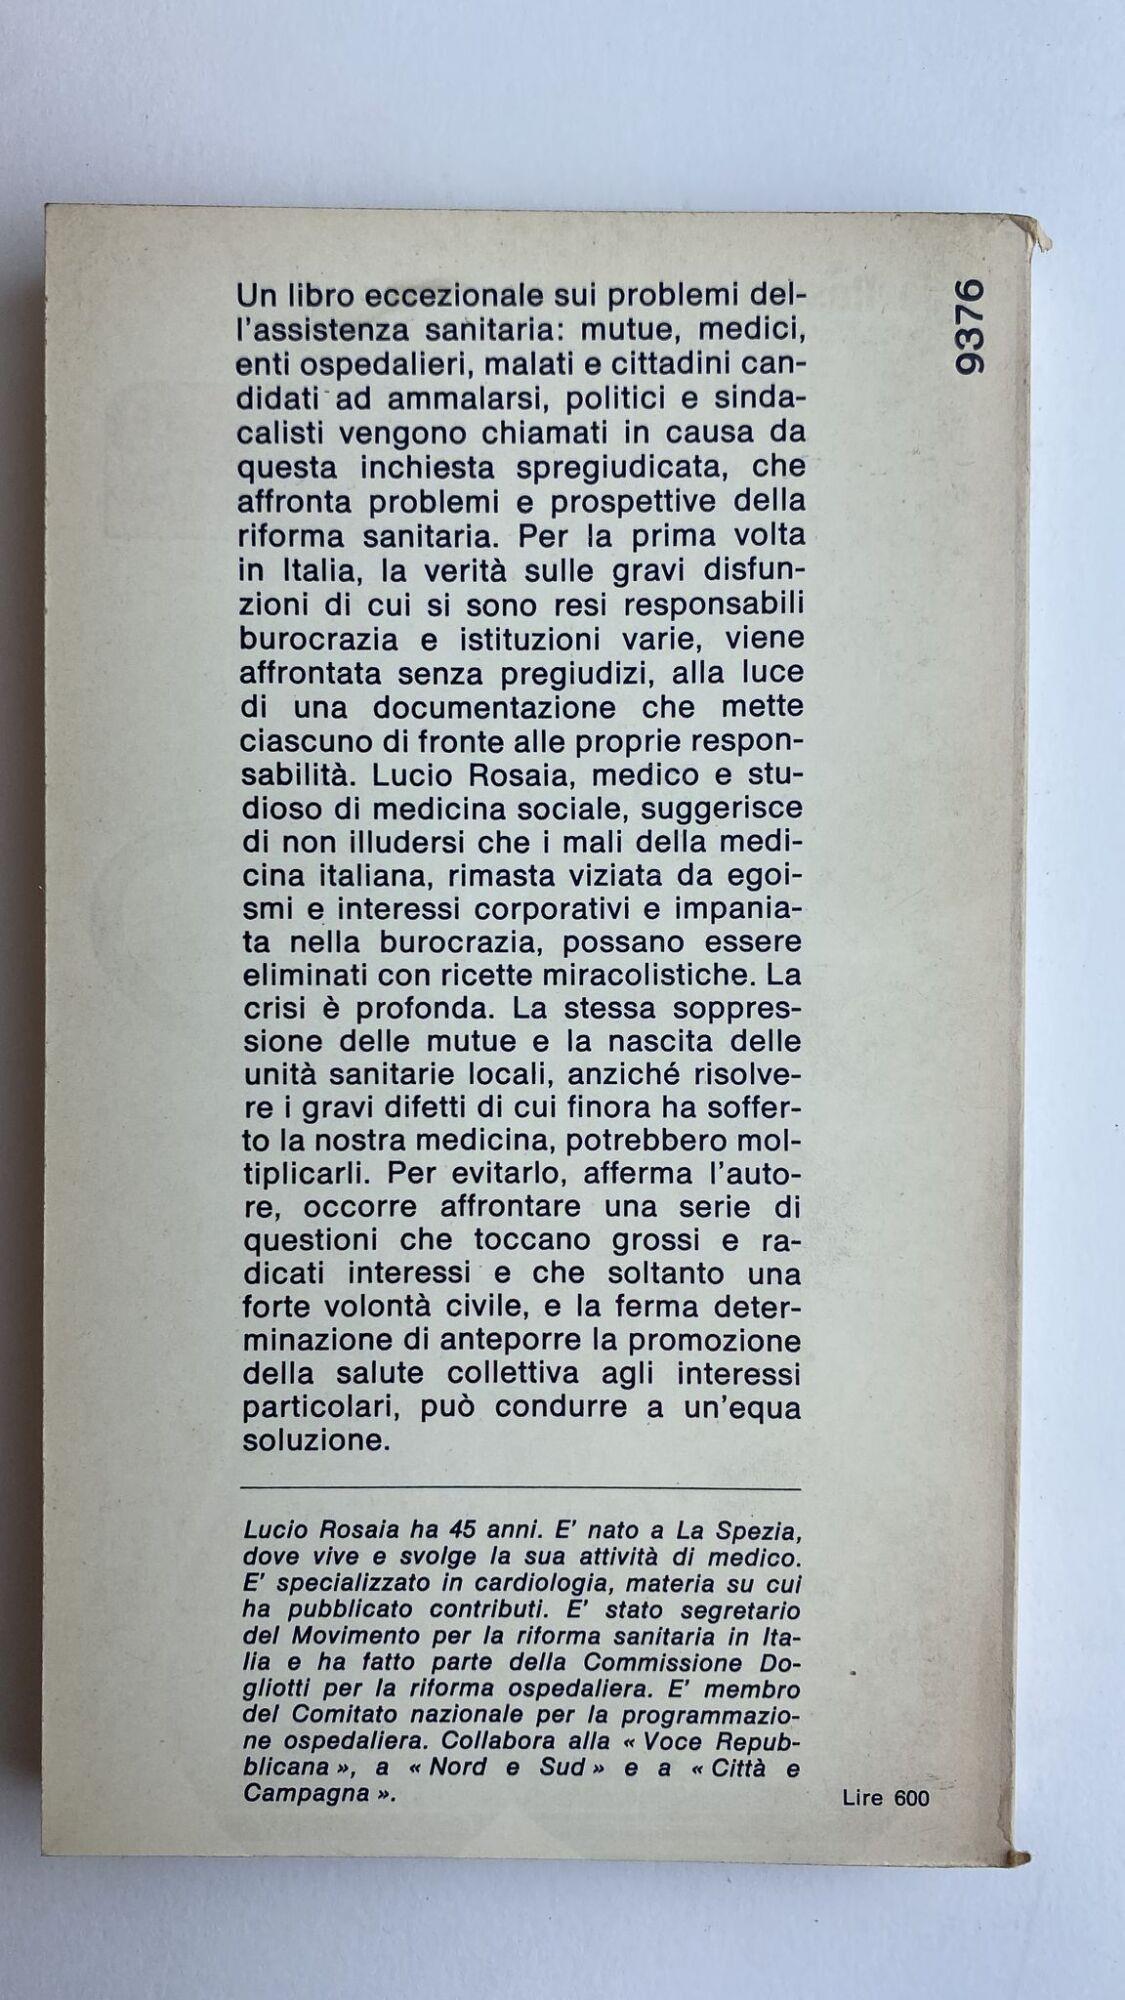 Un libro eccezionale sui problemi del-
l'assistenza sanitaria: mutue, medici,
enti ospedalieri, malati e cittadini can-
didati ad ammalarsi, politici e sinda-
calisti vengono chiamati in causa da
questa inchiesta spregiudicata, che
affronta problemi e prospettive della
riforma sanitaria. Per la prima volta
in Italia, la verità sulle gravi disfun-
zioni di cui si sono resi responsabili
burocrazia e istituzioni varie, viene
affrontata senza pregiudizi, alla luce
di una documentazione che mette
ciascuno di fronte alle proprie respon-
sabilità. Lucio Rosaia, medico e stu-
dioso di medicina sociale, suggerisce
di non illudersi che i mali della medi-
cina italiana, rimasta viziata da egoi-
smi e interessi corporativi e impania-
ta nella burocrazia, possano essere
eliminati con ricette miracolistiche. La
crisi è profonda. La stessa soppres-
sione delle mutue e la nascita delle
unità sanitarie locali, anziché risolve-
re i gravi difetti di cui finora ha soffer-
to la nostra medicina, potrebbero mol-
tiplicarli. Per evitarlo, afferma l'auto-
re, occorre affrontare una serie di
questioni che toccano grossi e ra-
dicati interessi e che soltanto una
forte volontà civile, e la ferma deter-
minazione di anteporre la promozione
della salute collettiva agli interessi
particolari, può condurre a un'equa
soluzione.
Lucio Rosaia ha 45 anni. E' nato a La Spezia,
dove vive e svolge la sua attività di medico.
E' specializzato in cardiologia, materia su cui
ha pubblicato contributi. E' stato segretario
del Movimento per la riforma sanitaria in Ita-
lia e ha fatto parte della Commissione Do-
gliotti per la riforma ospedaliera. E' membro
del Comitato nazionale per la programmazio-
ne ospedaliera. Collabora alla « Voce Repub-
blicana », a « Nord e Sud » e a « Città e
Campagna ».
Lire 600
9376